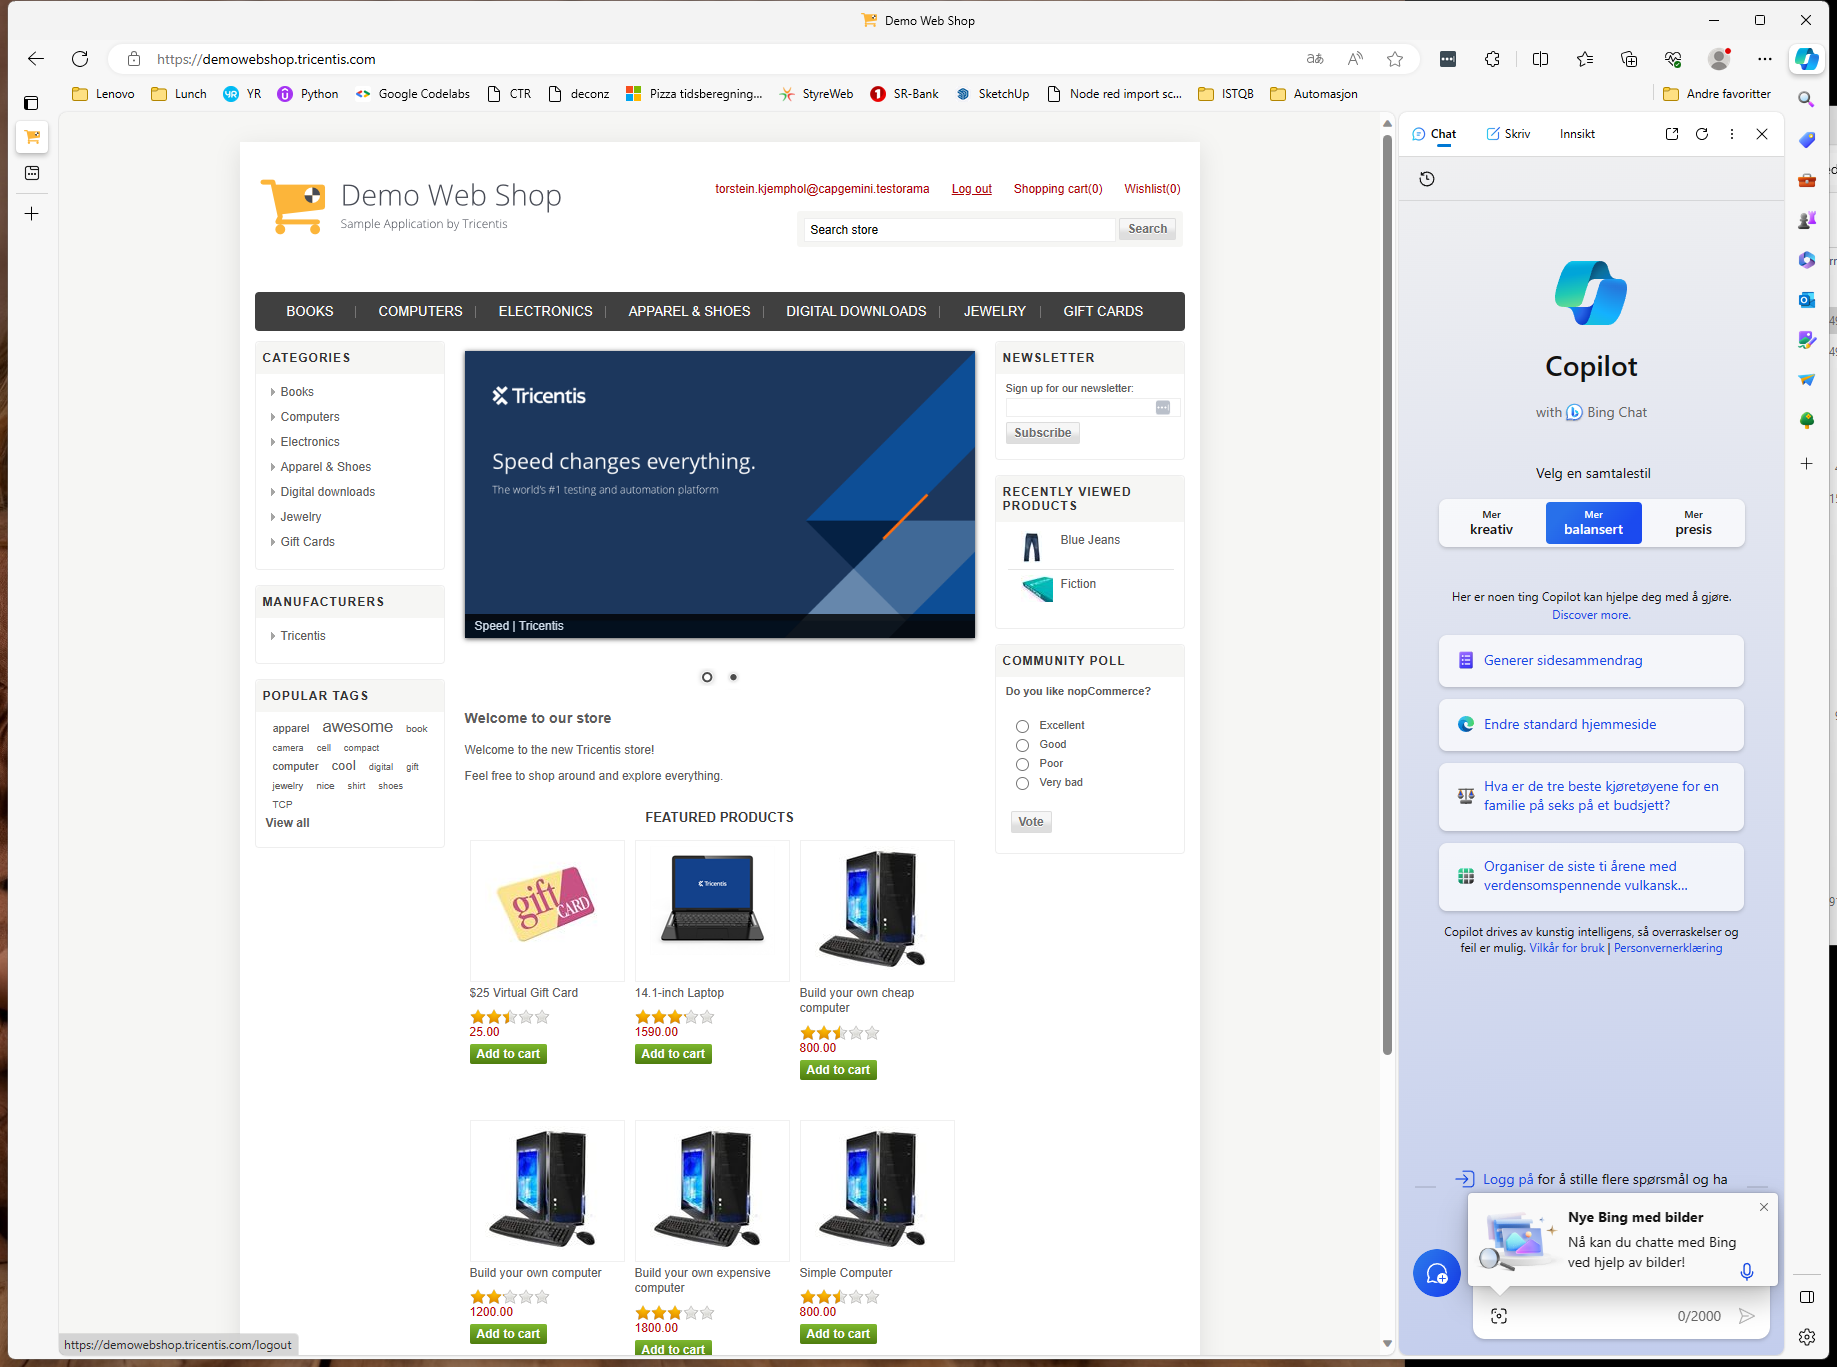 Demo Web Shop
https://demowebshop.tricentis.com
Lenovo
Lunch
YR
Python
Google Codelabs
CTR
deconz
Pizza tidsberegning...
StyreWeb
SR-Bank
SketchUp
Node red import sc...
ISTQB
Automasjon
Andre favoritter
Demo Web Shop
Sample Application by Tricentis
torstein.kjemphol@capgemini.testorama
Log out
Shopping cart(0)
Wishlist(0)
Search store
Search
BOOKS
COMPUTERS
ELECTRONICS
APPAREL & SHOES
DIGITAL DOWNLOADS
JEWELRY
GIFT CARDS
CATEGORIES
Books
Computers
Electronics
Apparel & Shoes
Digital downloads
Jewelry
Gift Cards
MANUFACTURERS
Tricentis
POPULAR TAGS
apparel awesome book
camera cell compact
computer cool digital gift
jewelry nice shirt shoes
TCP
View all
Tricentis
Speed changes everything.
The world's #1 testing and automation platform
Speed | Tricentis
Welcome to our store
Welcome to the new Tricentis store!
Feel free to shop around and explore everything.
FEATURED PRODUCTS
gift
CARD
$25 Virtual Gift Card
25.00
Add to cart
Tricentis
14.1-inch Laptop
1590.00
Add to cart
Build your own cheap
computer
800.00
Add to cart
Build your own computer
1200.00
Add to cart
Build your own expensive
computer
1800.00
Add to cart
Simple Computer
800.00
Add to cart
NEWSLETTER
Sign up for our newsletter:
Subscribe
RECENTLY VIEWED
PRODUCTS
Blue Jeans
Fiction
COMMUNITY POLL
Do you like nopCommerce?
Excellent
Good
Poor
Very bad
Vote
https://demowebshop.tricentis.com/logout
Chat
Skriv
Innsikt
Copilot
with Bing Chat
Velg en samtalestil
Mer
kreativ
Mer
balansert
Mer
presis
Her er noen ting Copilot kan hjelpe deg med å gjøre.
Discover more.
Generer sidesammendrag
Endre standard hjemmeside
Hva er de tre beste kjøretøyene for en
familie på seks på et budsjett?
Organiser de siste ti årene med
verdensomspennende vulkansk...
Copilot drives av kunstig intelligens, så overraskelser og
feil er mulig. Vilkår for bruk | Personvernerklæring
Logg på for å stille flere spørsmål og ha
Nye Bing med bilder
Nå kan du chatte med Bing
ved hjelp av bilder!
0/2000